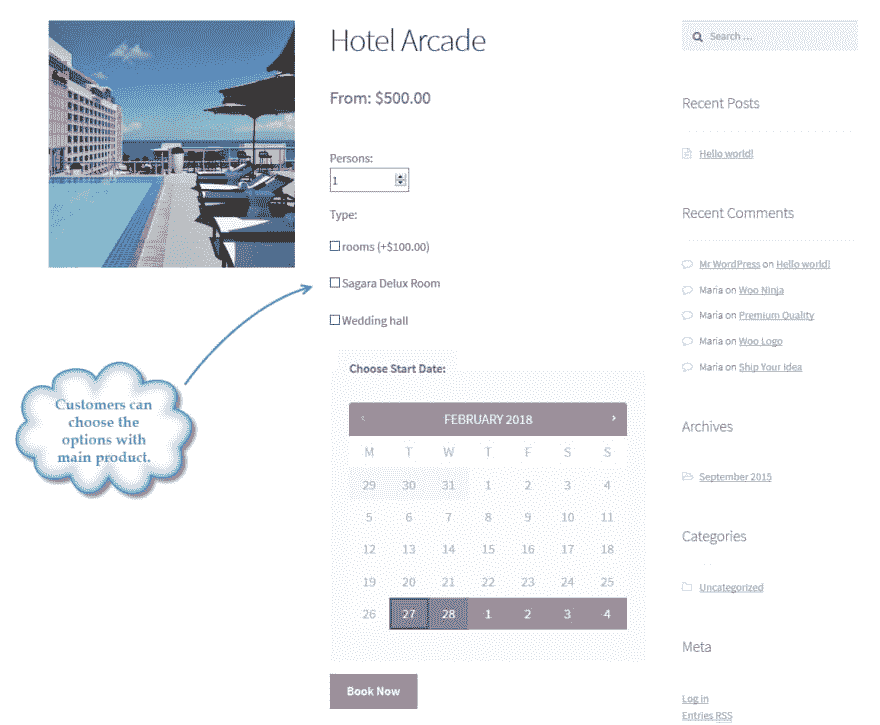 Hotel Arcade
From: $500.00
Persons:
1
Type:
rooms (+$100.00)
Sagara Delux Room
Wedding hall
Customers can
choose the
options with
main product.
Choose Start Date:
‹ FEBRUARY 2018 ›
M T W T F S S
29 30 31 1 2 3 4
5 6 7 8 9 10 11
12 13 14 15 16 17 18
19 20 21 22 23 24 25
26 27 28 1 2 3 4
Book Now
Search ...
Recent Posts
Hello world!
Recent Comments
Mr WordPress on Hello world!
Maria on Woo Ninja
Maria on Premium Quality
Maria on Woo Logo
Maria on Ship Your Idea
Archives
September 2015
Categories
Uncategorized
Meta
Log in
Entries RSS